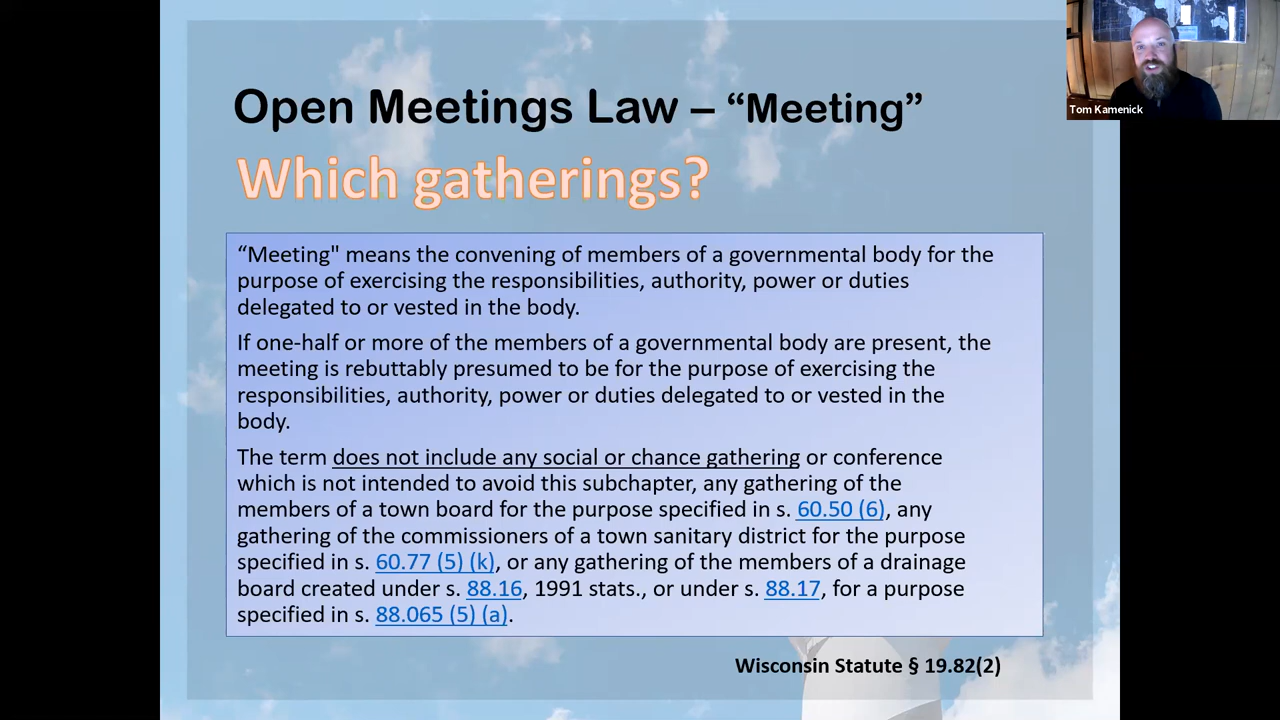 Open Meetings Law – “Meeting”
Which gatherings?
“Meeting" means the convening of members of a governmental body for the
purpose of exercising the responsibilities, authority, power or duties
delegated to or vested in the body.
If one-half or more of the members of a governmental body are present, the
meeting is rebuttably presumed to be for the purpose of exercising the
responsibilities, authority, power or duties delegated to or vested in the
body.
The term does not include any social or chance gathering or conference
which is not intended to avoid this subchapter, any gathering of the
members of a town board for the purpose specified in s. 60.50 (6), any
gathering of the commissioners of a town sanitary district for the purpose
specified in s. 60.77 (5) (k), or any gathering of the members of a drainage
board created under s. 88.16, 1991 stats., or under s. 88.17, for a purpose
specified in s. 88.065 (5) (a).
Wisconsin Statute § 19.82(2)
Tom Kamenick